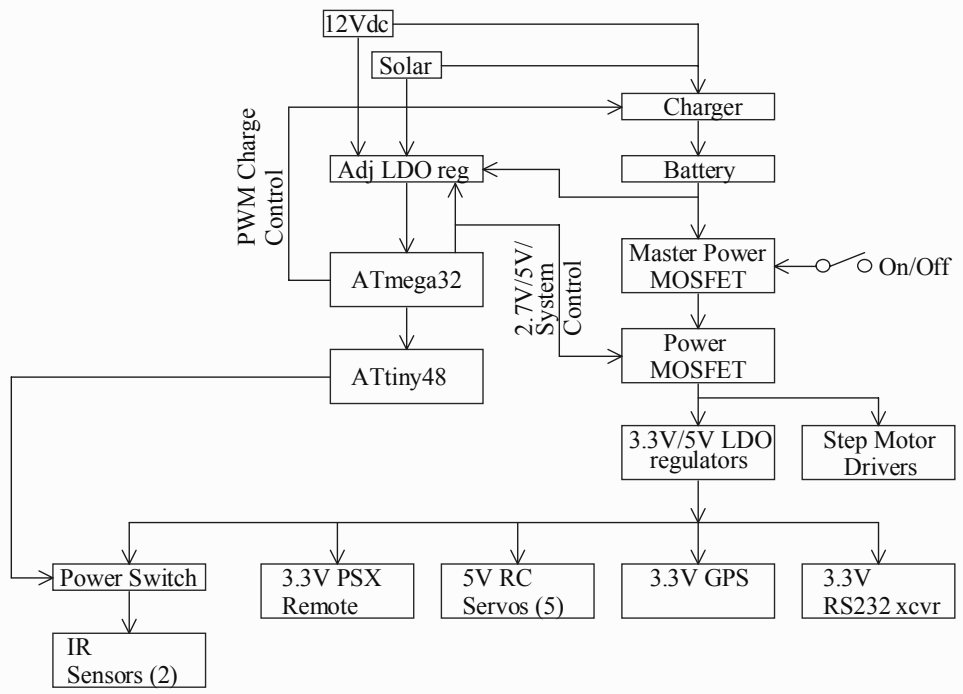 12Vdc
Solar
Charger
PWM Charge
Control
Adj LDO reg
Battery
Master Power
MOSFET
On/Off
ATmega32
2.7V/5V/
System
Control
Power
MOSFET
ATtiny48
3.3V/5V LDO
regulators
Step Motor
Drivers
Power Switch
3.3V PSX
Remote
5V RC
Servos (5)
3.3V GPS
3.3V
RS232 xcvr
IR
Sensors (2)